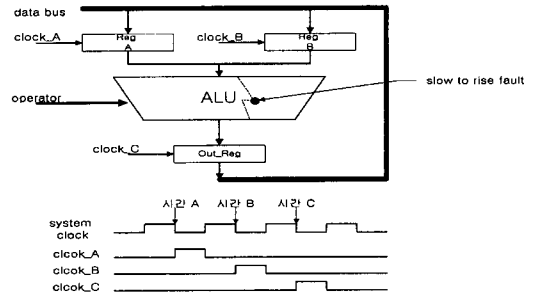 data bus
clock_A
Reg
A
clock_B
Reg
B
slow to rise fault
ALU
operator
clock_C
Out_Reg
시간 A
시간 B
시간 C
system
clock
clcok_A
clcok_B
clcok_C